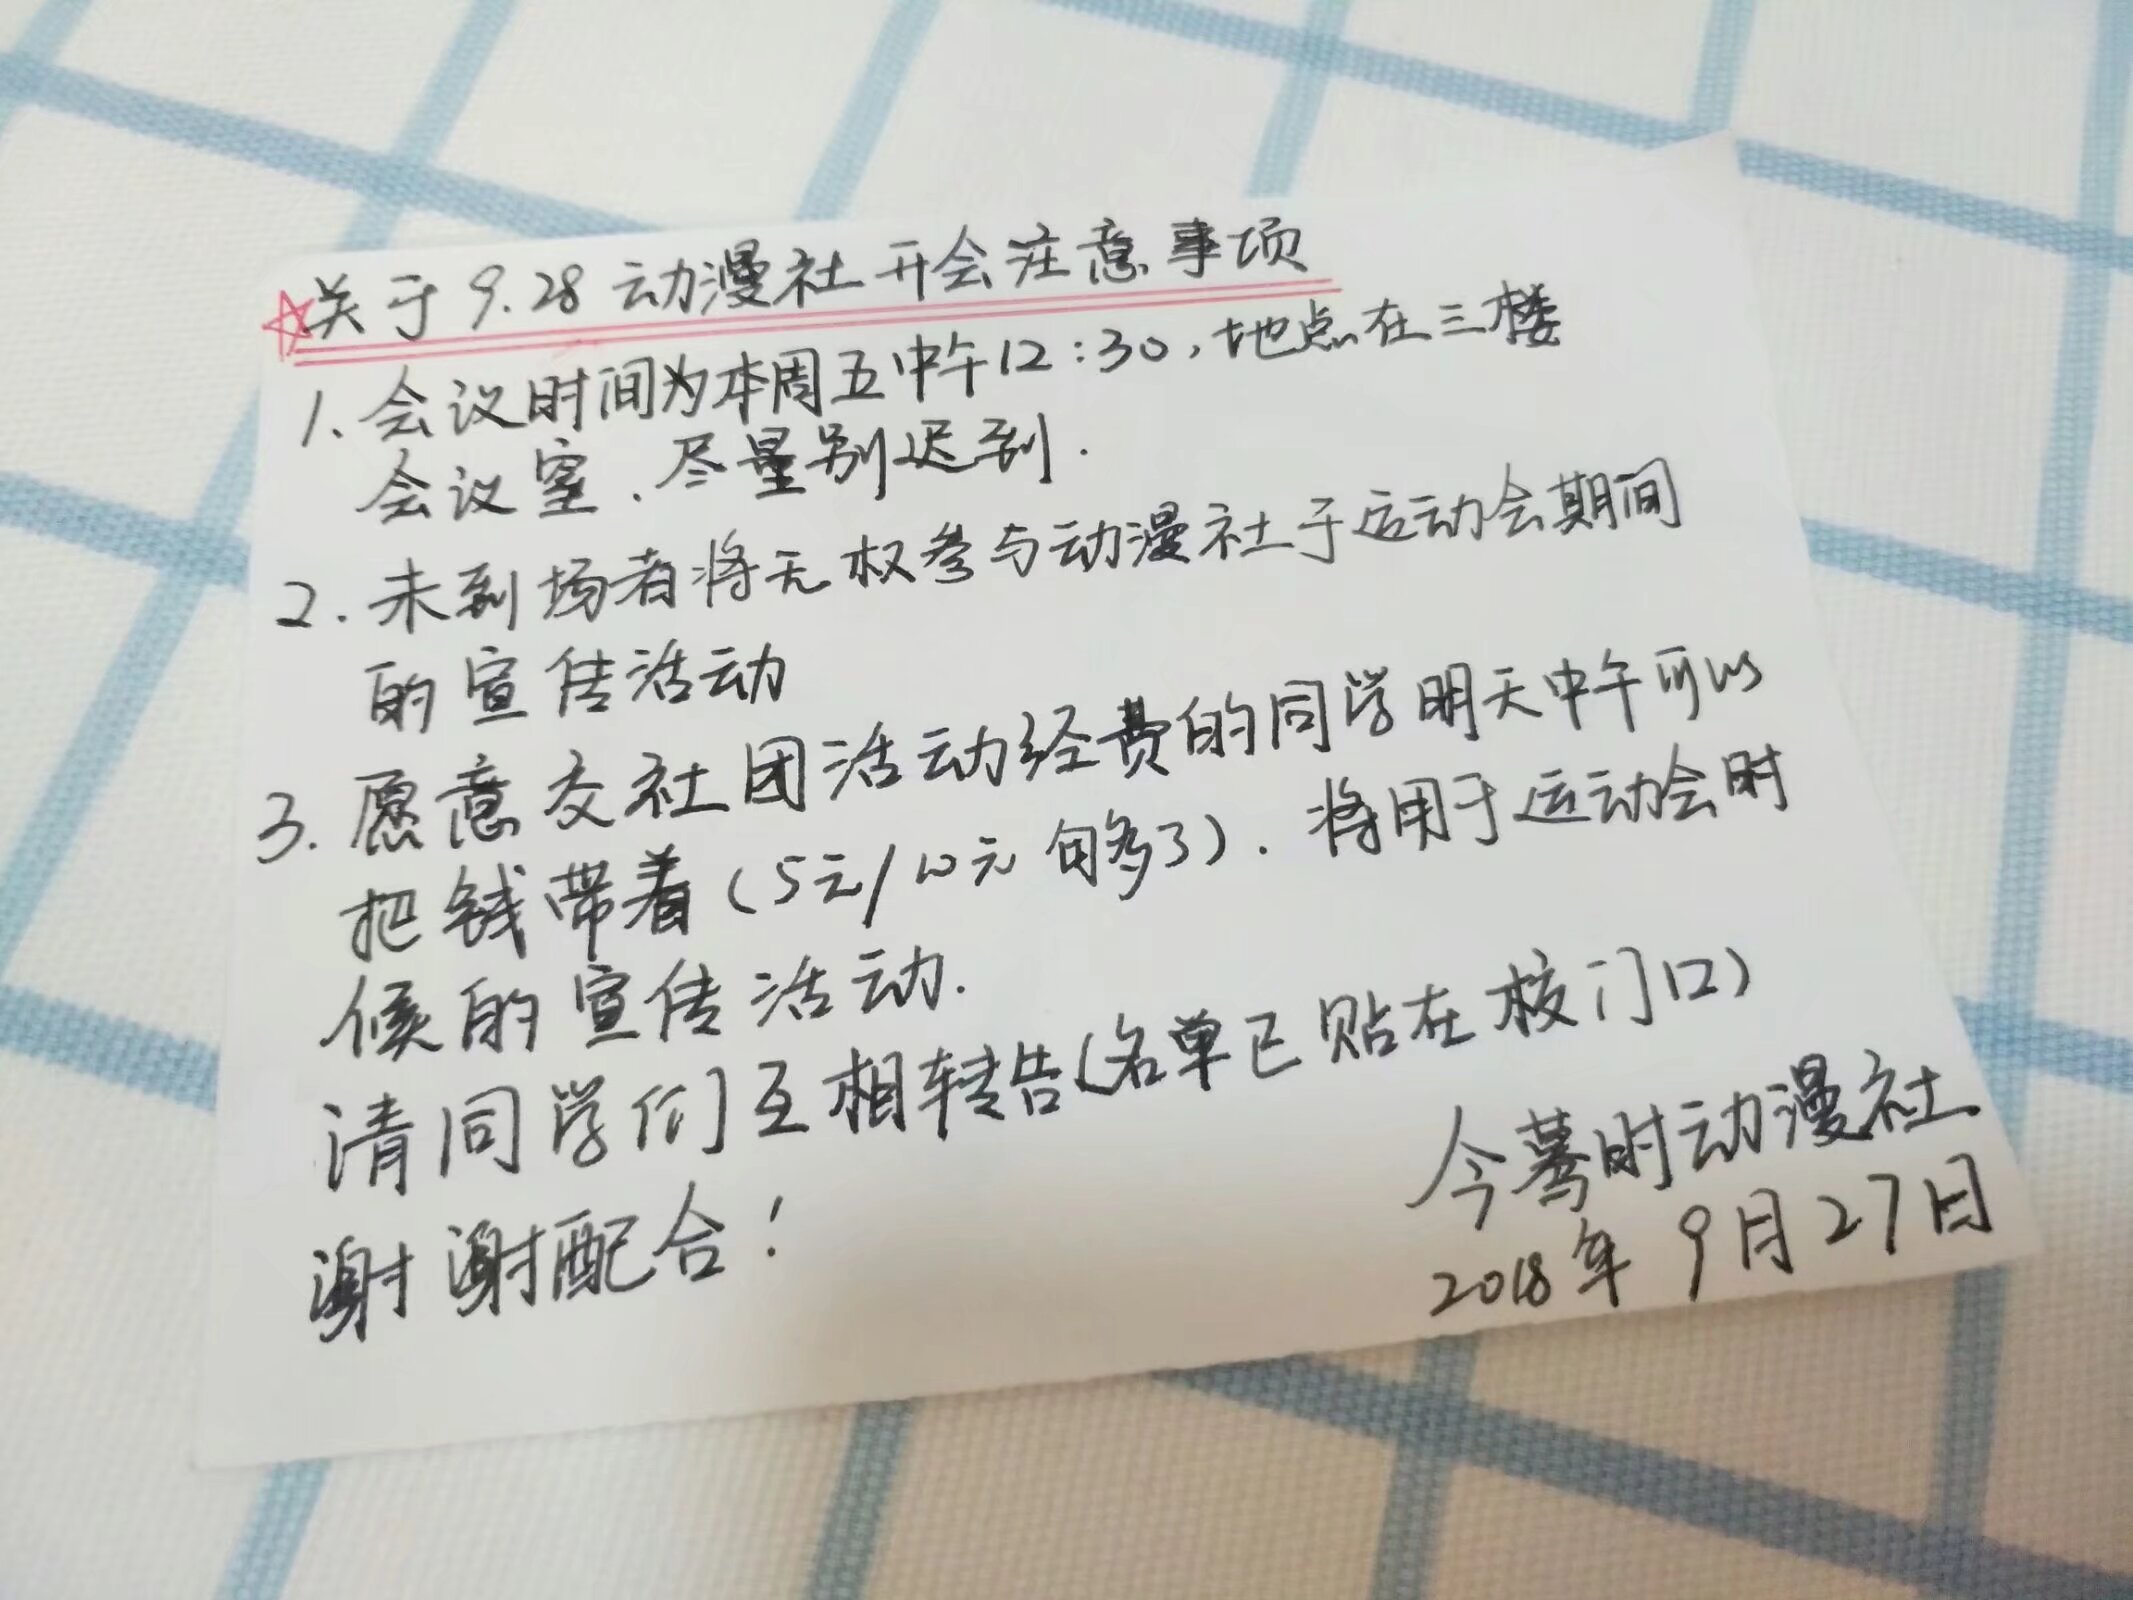 ☆关于9.28动漫社开会注意事项
1、会议时间为本周五中午12:30,地点在三楼
会议室.尽量别迟到.
2.未到场者将无权参与动漫社于运动会期间
的宣传活动
3.愿意交社团活动经费的同学明天中午可以
把钱带着(5元/10元 够了).将用于运动会时
候的宣传活动.
请同学们互相转告(名单已贴在校门口)
谢谢配合!
今蓦时动漫社
2018年9月27日